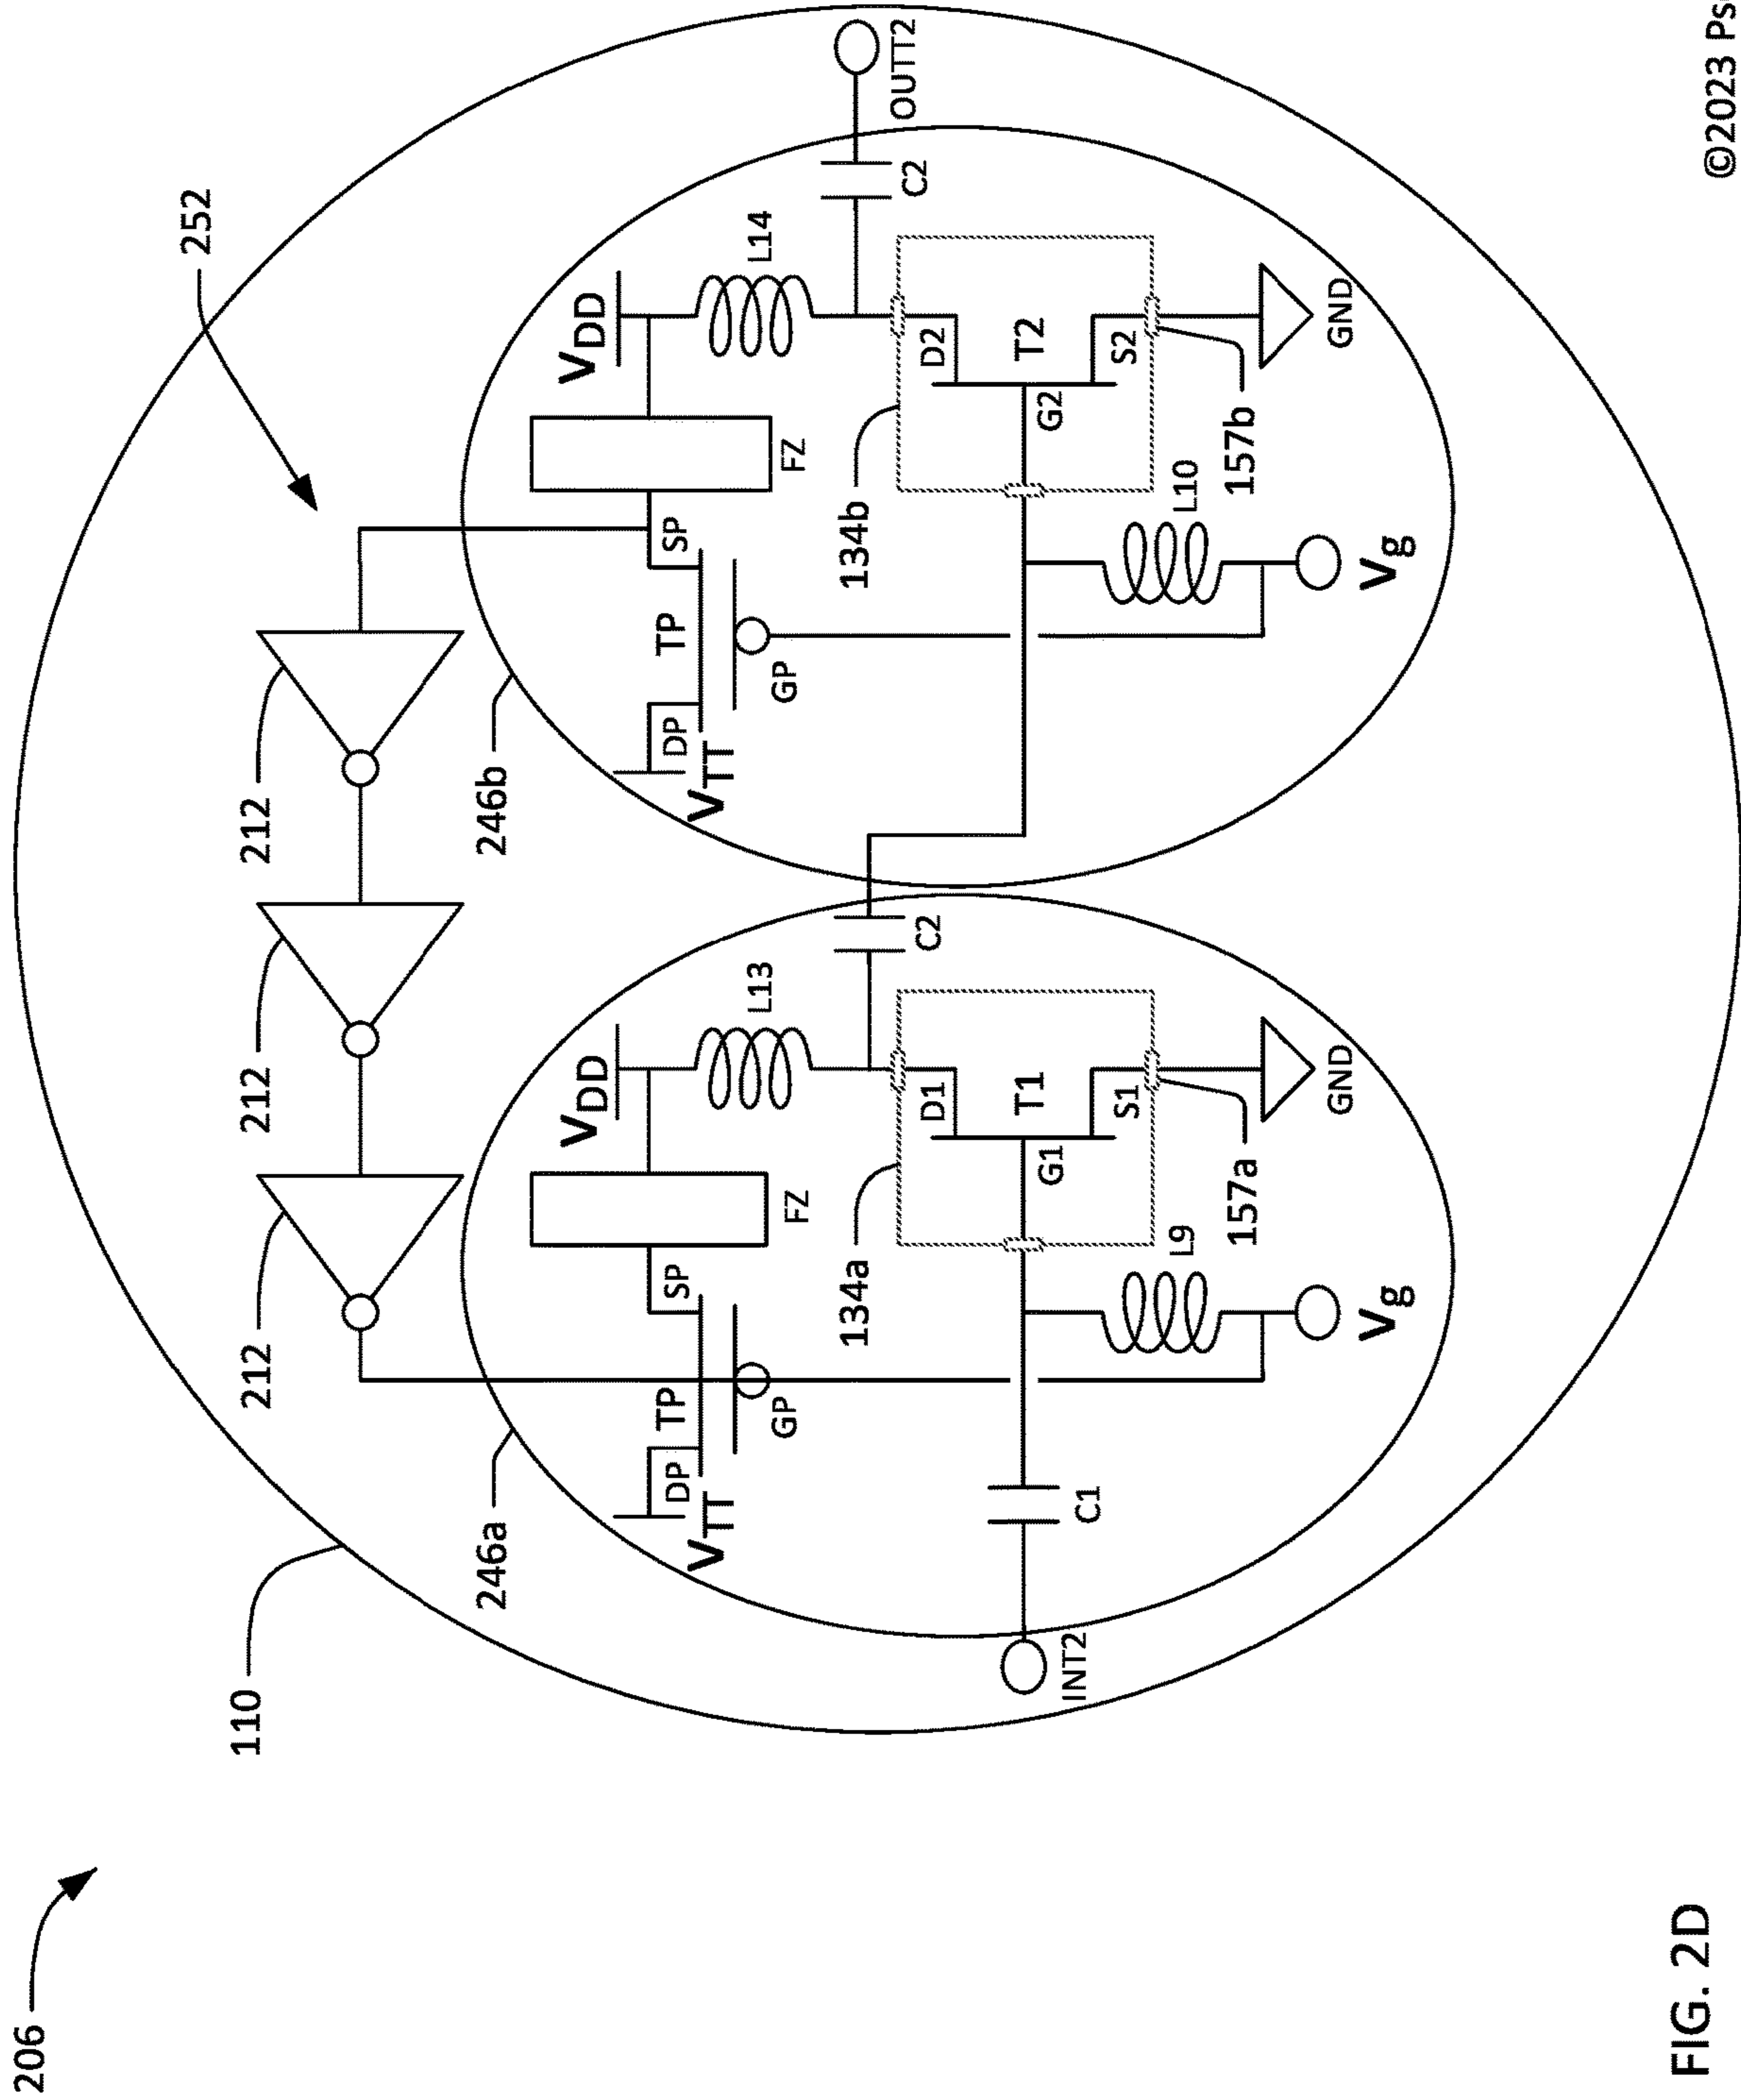 206
110
252
212
212
212
246a
246b
VDD
VDD
L13
L14
FZ
FZ
SP
SP
TP
TP
DP
DP
VTT
VTT
GP
GP
C2
C2
OUTT2
134a
134b
D1
D2
T1
T2
G1
G2
S1
S2
INT2
C1
L9
L10
157a
157b
GND
GND
Vg
Vg
FIG. 2D
©2023 Ps